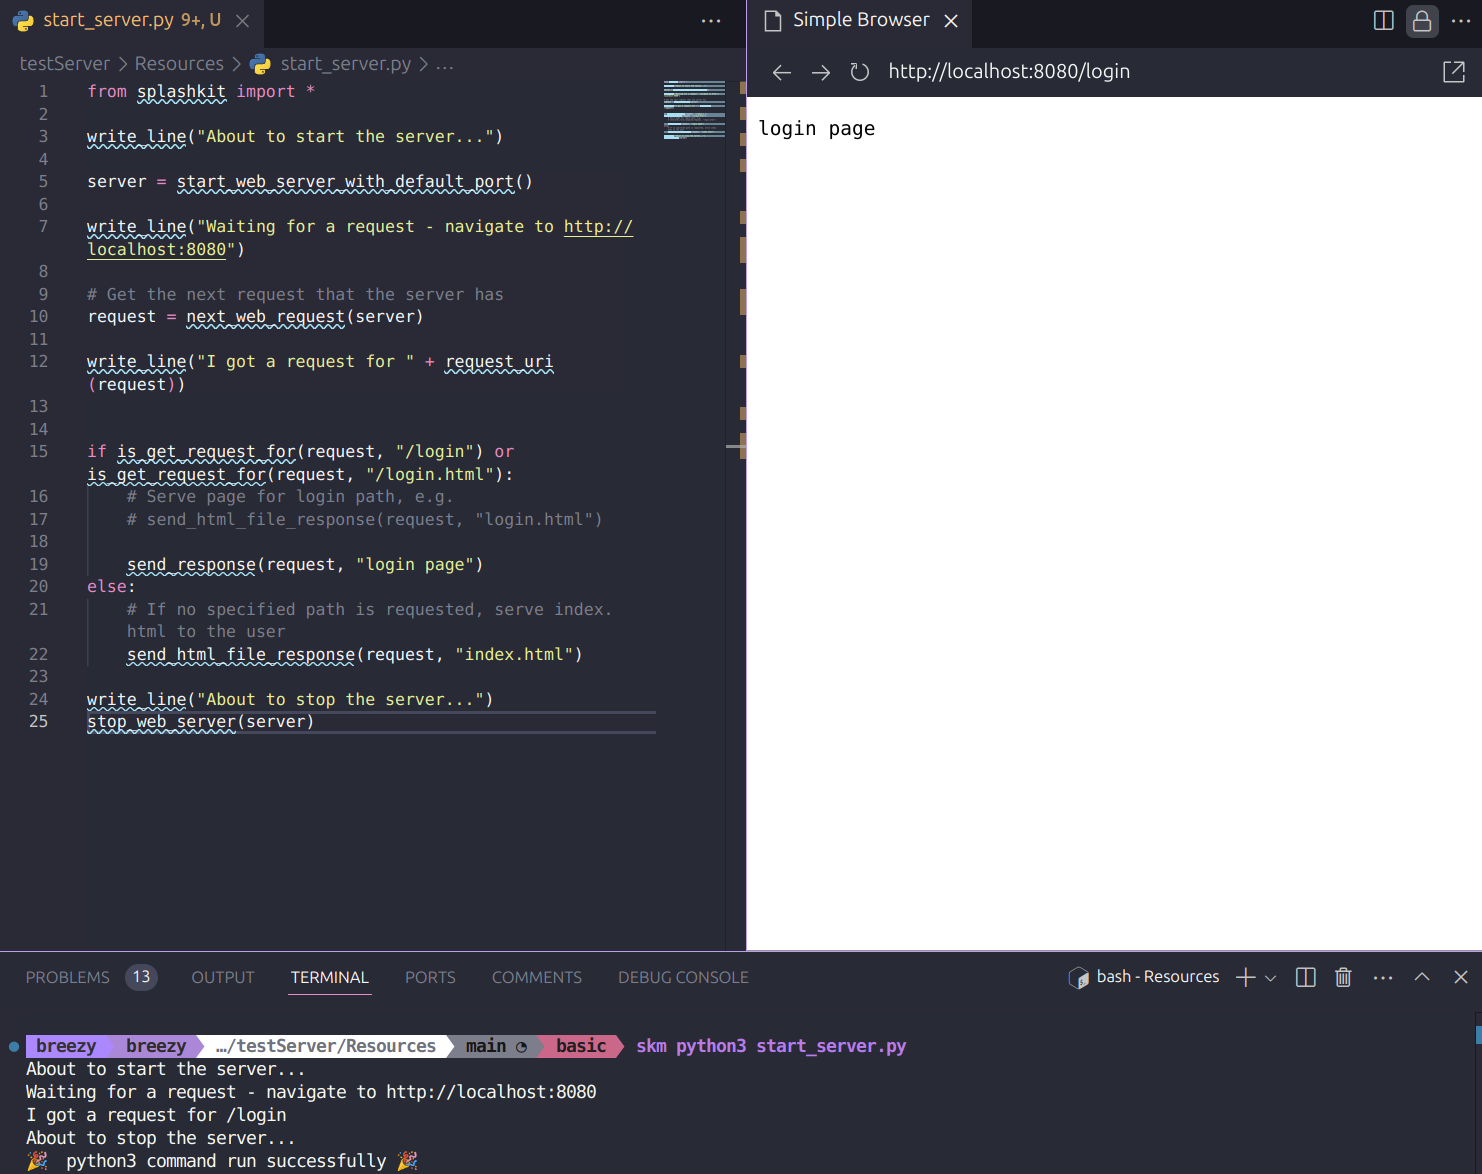 start_server.py 9+, U
testServer > Resources > start_server.py > ...
1 from splashkit import *
2
3 write_line("About to start the server...")
4
5 server = start_web_server_with_default_port()
6
7 write_line("Waiting for a request - navigate to http://
localhost:8080")
8
9 # Get the next request that the server has
10 request = next_web_request(server)
11
12 write_line("I got a request for " + request_uri
(request))
13
14
15 if is_get_request_for(request, "/login") or
is_get_request_for(request, "/login.html"):
16 # Serve page for login path, e.g.
17 # send_html_file_response(request, "login.html")
18
19 send_response(request, "login page")
20 else:
21 # If no specified path is requested, serve index.
html to the user
22 send_html_file_response(request, "index.html")
23
24 write_line("About to stop the server...")
25 stop_web_server(server)
Simple Browser
http://localhost:8080/login
login page
PROBLEMS 13 OUTPUT TERMINAL PORTS COMMENTS DEBUG CONSOLE bash - Resources
breezy breezy …/testServer/Resources main basic skm python3 start_server.py
About to start the server...
Waiting for a request - navigate to http://localhost:8080
I got a request for /login
About to stop the server...
🎉 python3 command run successfully 🎉